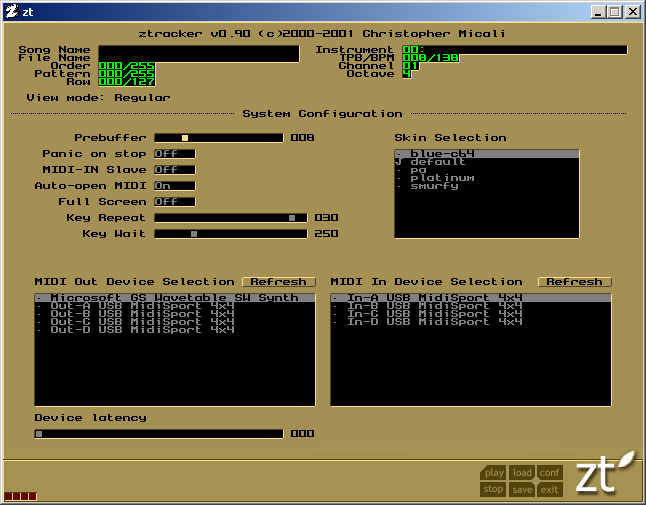 zt
ztracker v0.90 (c)2000-2001 Christopher Micali
Song Name
File Name
Order 000/255
Pattern 000/255
Row 000/127
Instrument 00:
TPB/BPM 008/138
Channel 01
Octave 4
View mode: Regular
System Configuration
Prebuffer 008
Panic on stop Off
MIDI-IN Slave Off
Auto-open MIDI On
Full Screen Off
Key Repeat 030
Key Wait 250
Skin Selection
. blue-c64
J default
. pa
. platinum
. smurfy
MIDI Out Device Selection Refresh
. Microsoft GS Wavetable SW Synth
. Out-A USB MidiSport 4x4
. Out-B USB MidiSport 4x4
. Out-C USB MidiSport 4x4
. Out-D USB MidiSport 4x4
MIDI In Device Selection Refresh
. In-A USB MidiSport 4x4
. In-B USB MidiSport 4x4
. In-C USB MidiSport 4x4
. In-D USB MidiSport 4x4
Device latency
000
play load conf
stop save exit
zt